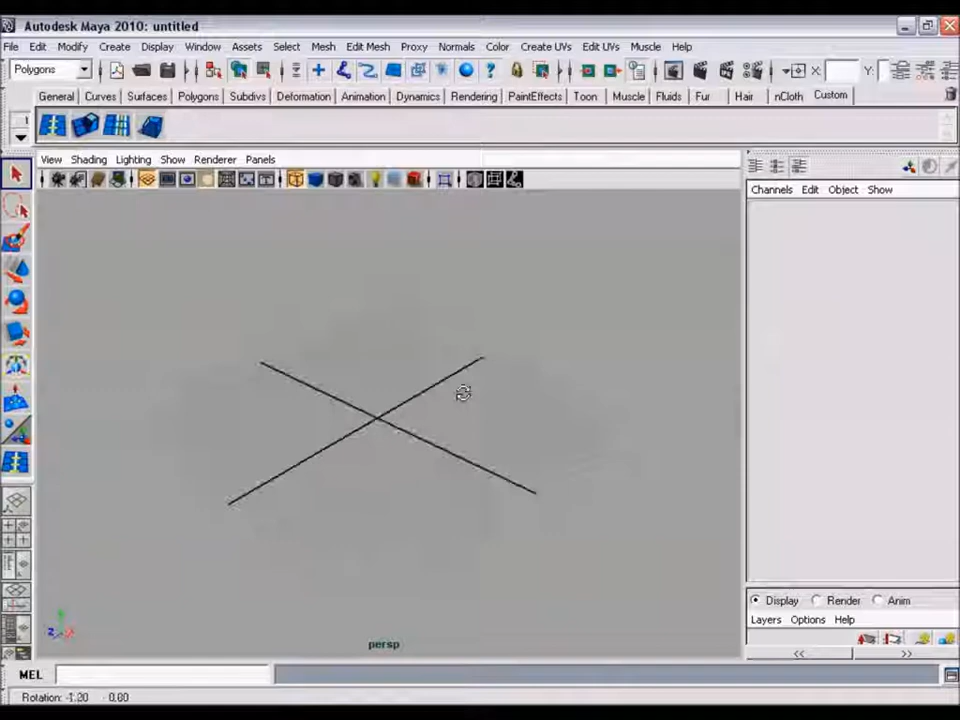 Autodesk Maya 2010: untitled
File Edit Modify Create Display Window Assets Select Mesh Edit Mesh Proxy Normals Color Create UVs Edit UVs Muscle Help
Polygons X: Y:
General Curves Surfaces Polygons Subdivs Deformation Animation Dynamics Rendering PaintEffects Toon Muscle Fluids Fur Hair nCloth Custom
1
View Shading Lighting Show Renderer Panels
Channels Edit Object Show
Display Render Anim
Layers Options Help
z
persp
<< >>
MEL
Rotation: -1.20 0.00